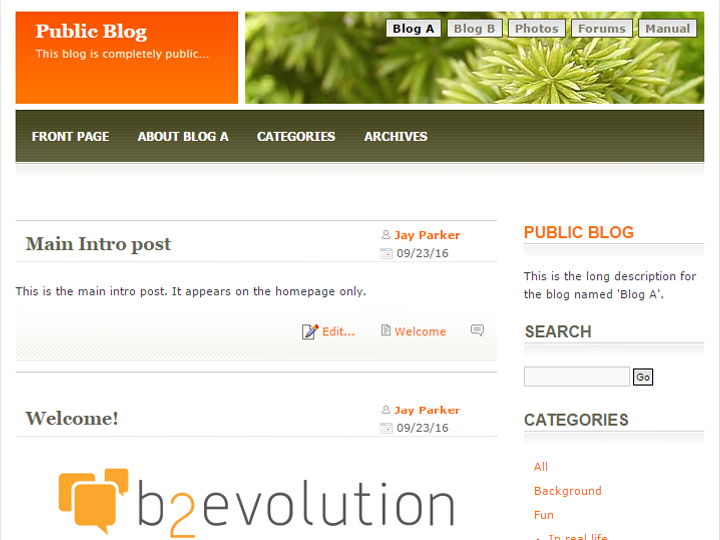 Public Blog
This blog is completely public...
Blog A Blog B Photos Forums Manual
FRONT PAGE ABOUT BLOG A CATEGORIES ARCHIVES
Main Intro post
Jay Parker
09/23/16
This is the main intro post. It appears on the homepage only.
Edit... Welcome
Welcome!
Jay Parker
09/23/16
b2evolution
PUBLIC BLOG
This is the long description for
the blog named 'Blog A'.
SEARCH
Go
CATEGORIES
All
Background
Fun
In real life